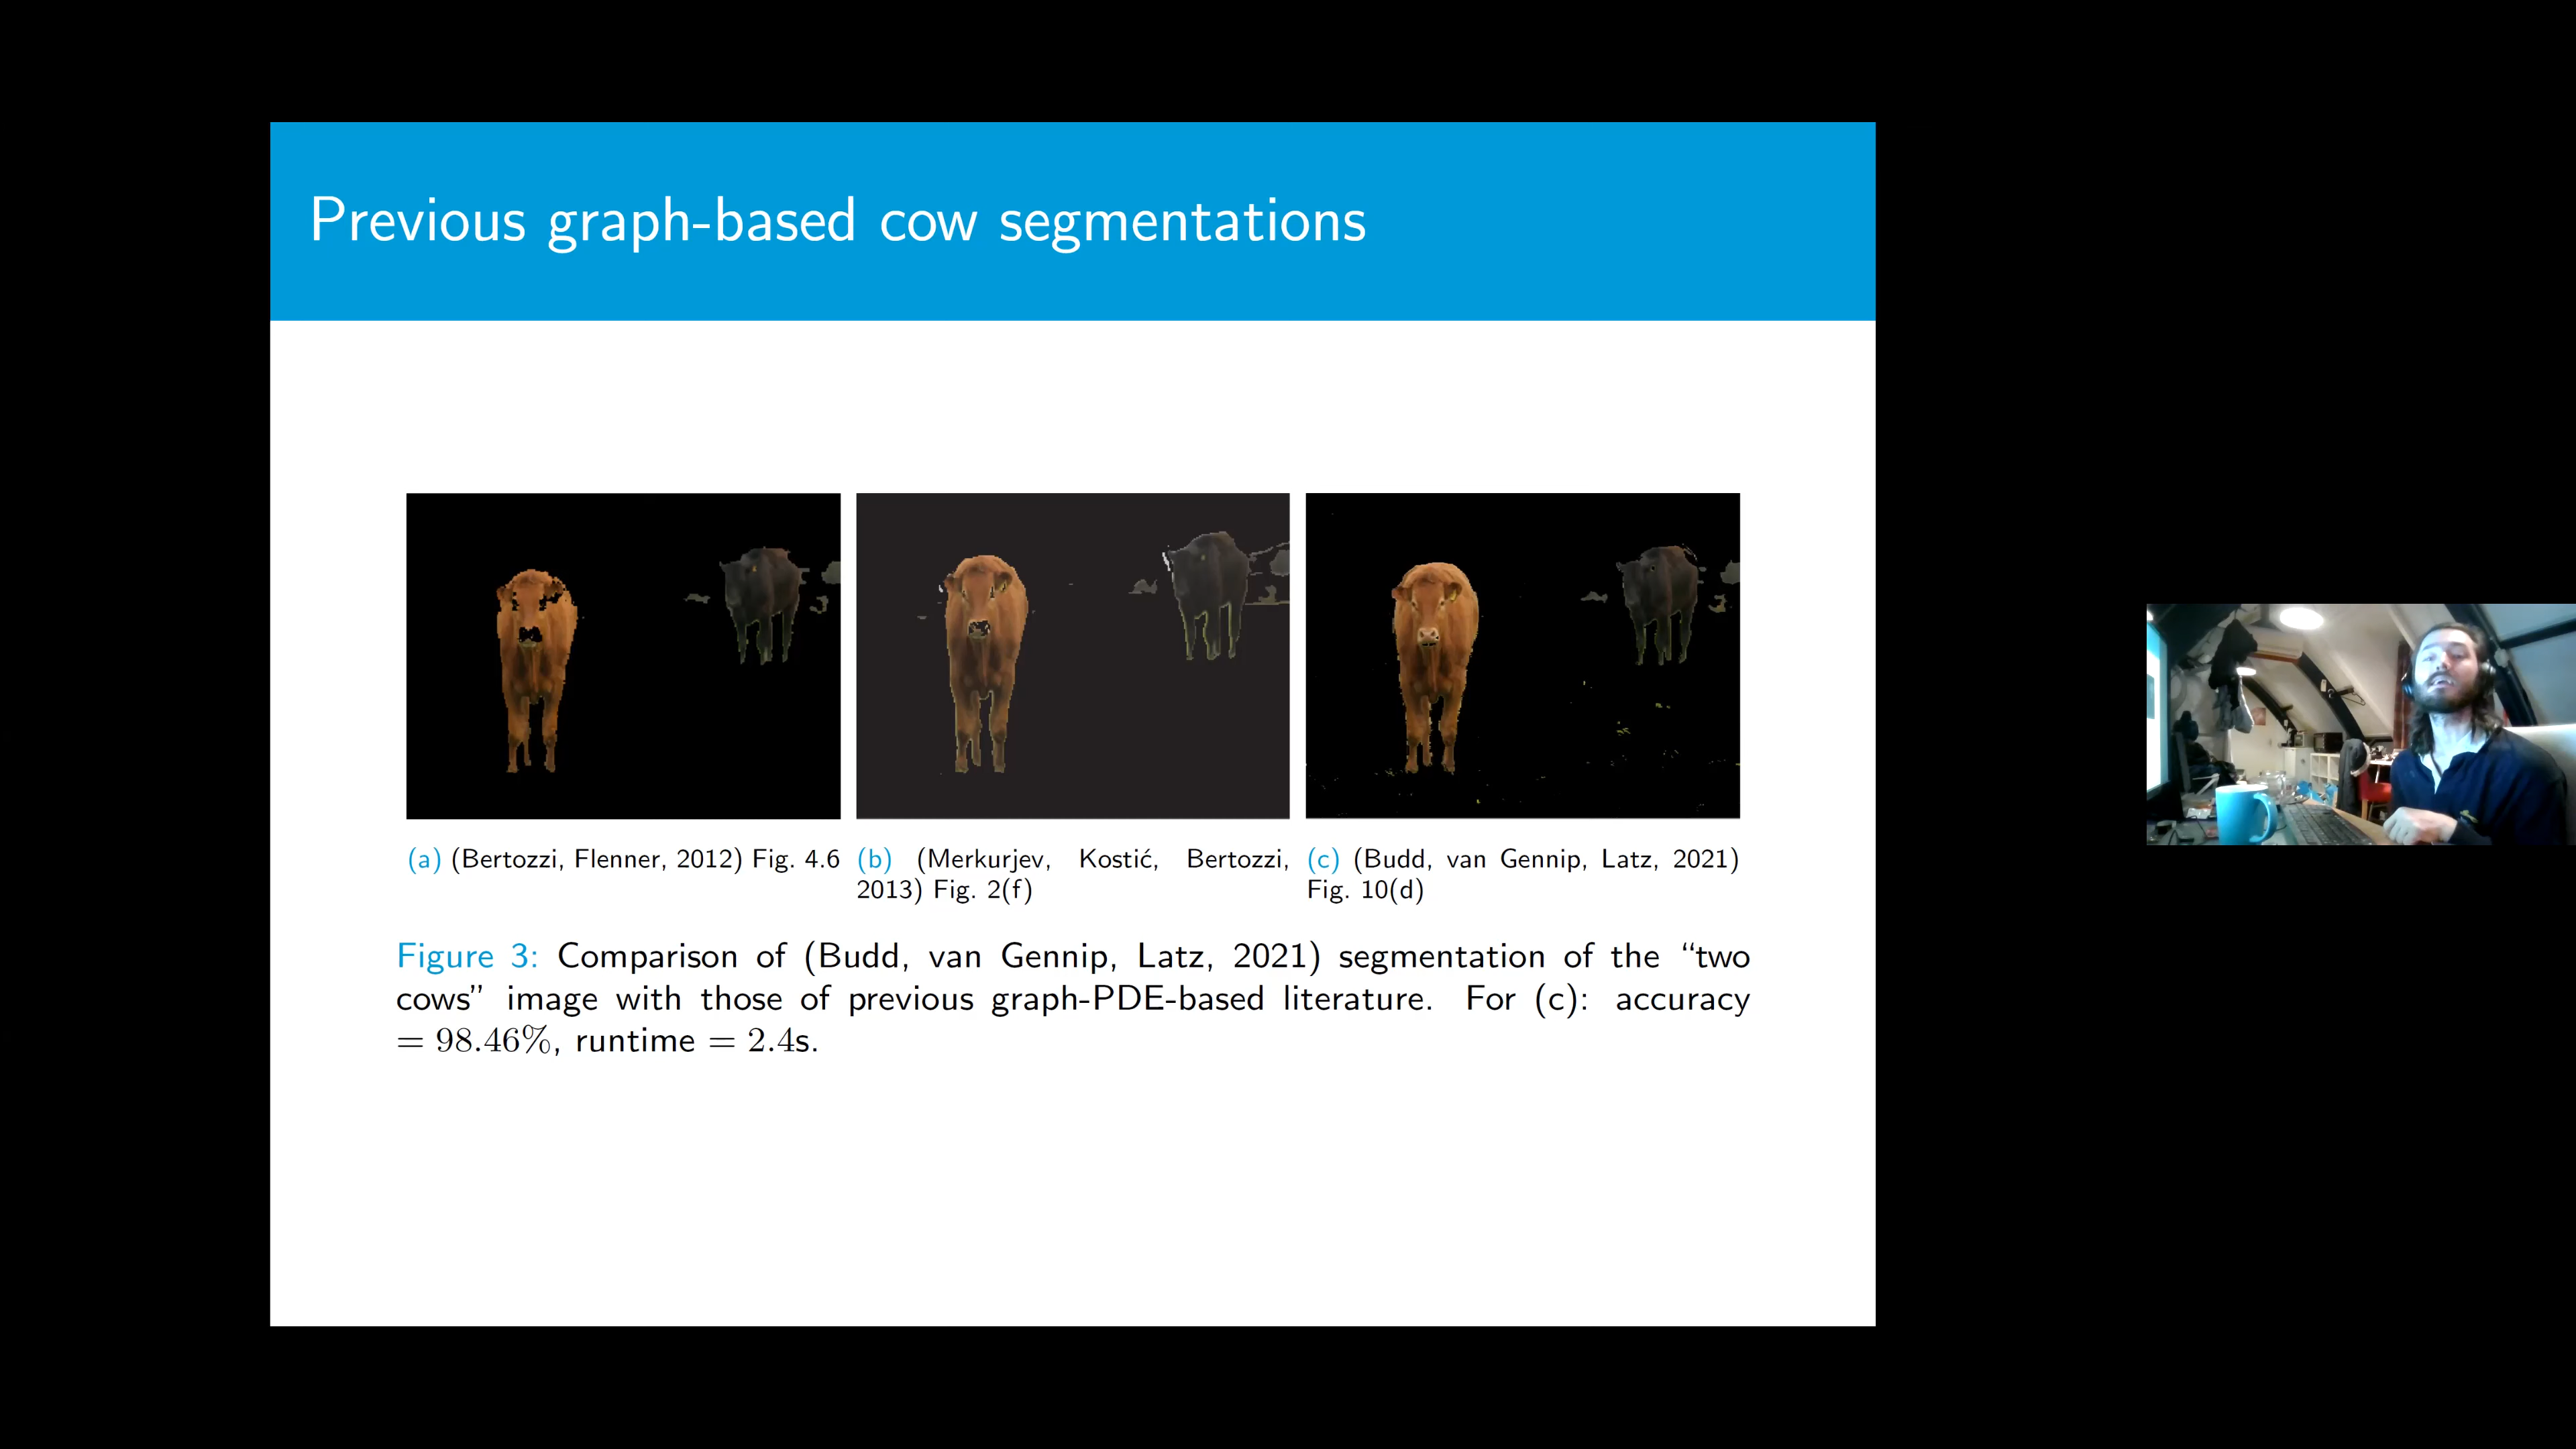 Previous graph-based cow segmentations
(a) (Bertozzi, Flenner, 2012) Fig. 4.6
(b) (Merkurjev, Kostić, Bertozzi,
2013) Fig. 2(f)
(c) (Budd, van Gennip, Latz, 2021)
Fig. 10(d)
Figure 3: Comparison of (Budd, van Gennip, Latz, 2021) segmentation of the “two
cows” image with those of previous graph-PDE-based literature. For (c): accuracy
= 98.46%, runtime = 2.4s.